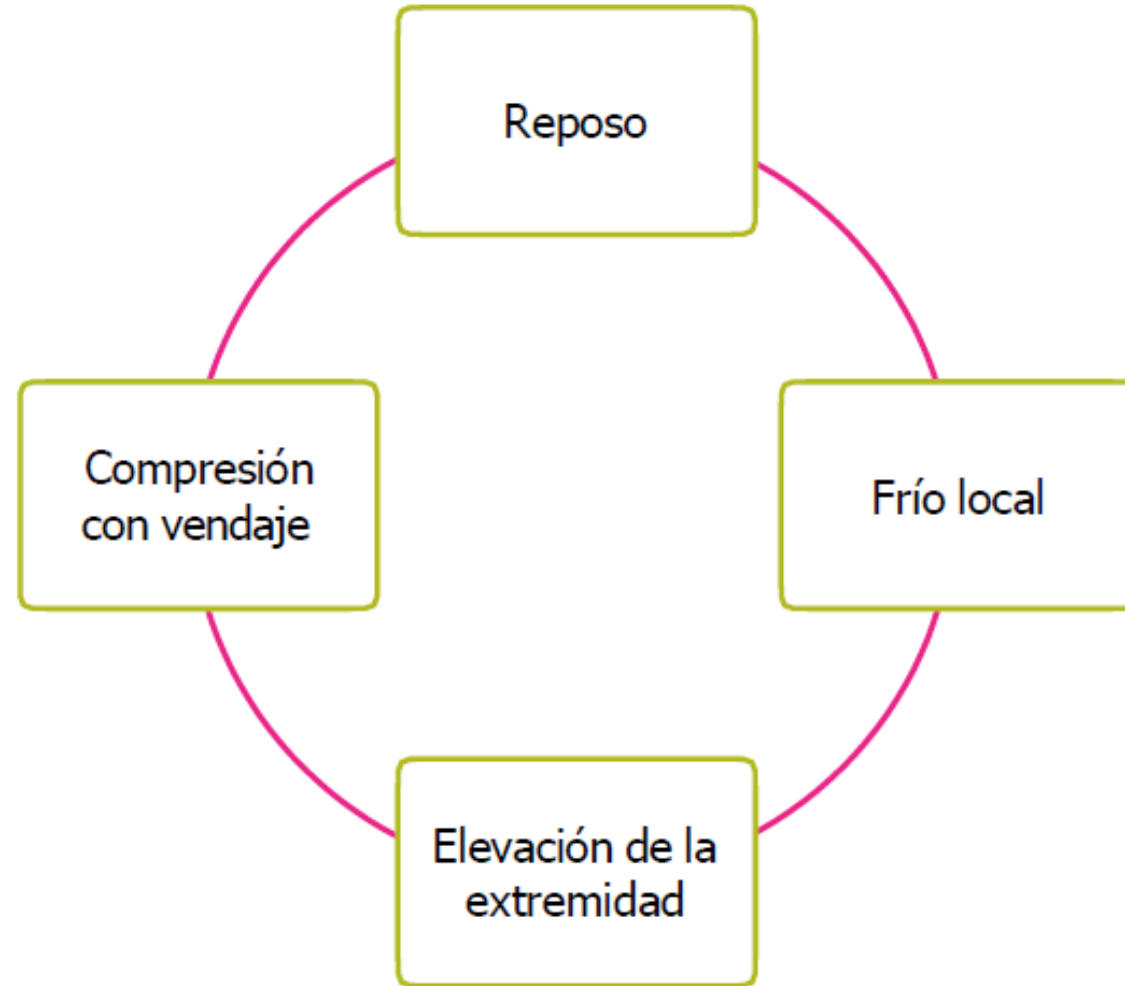 Reposo
Compresión
con vendaje
Frío local
Elevación de la
extremidad